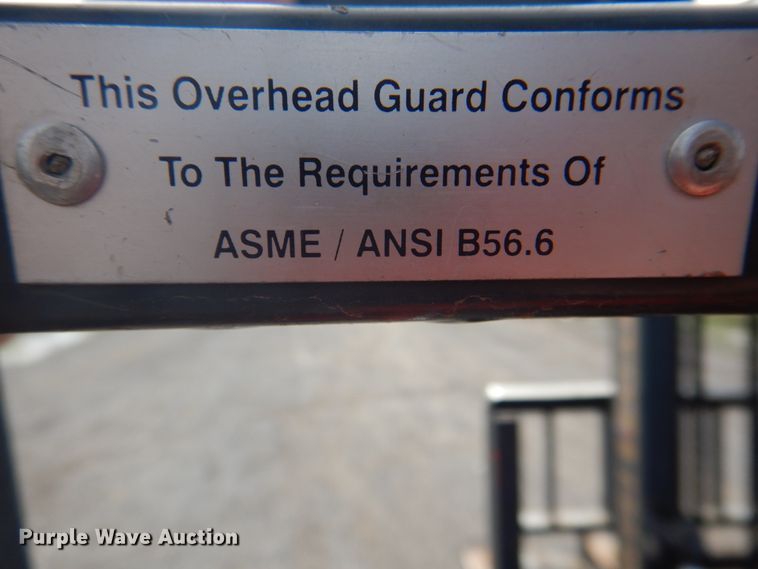 This Overhead Guard Conforms
To The Requirements Of
ASME / ANSI B56.6
Purple Wave Auction